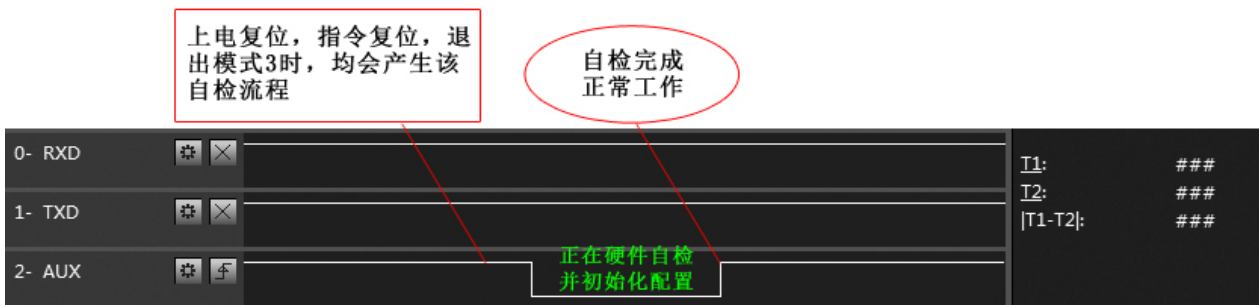 上电复位，指令复位，退
出模式3时，均会产生该
自检流程
自检完成
正常工作
0- RXD
1- TXD
2- AUX
正在硬件自检
并初始化配置
T1: ###
T2: ###
|T1-T2|: ###